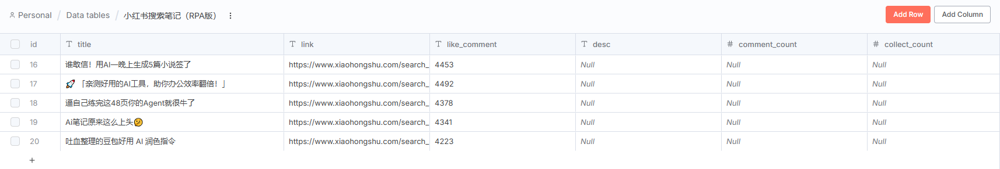 Personal / Data tables / 小红书搜索笔记（RPA版）
Add Row Add Column
id title link like_comment desc # comment_count # collect_count
16 谁敢信！用AI一晚上生成5篇小说签了 https://www.xiaohongshu.com/search_ 4453 Null Null Null
17 🚀「亲测好用的AI工具，助你办公效率翻倍！」 https://www.xiaohongshu.com/search_ 4492 Null Null Null
18 逼自己练完这48页你的Agent就很牛了 https://www.xiaohongshu.com/search_ 4378 Null Null Null
19 Ai笔记原来这么上头🤔 https://www.xiaohongshu.com/search_ 4341 Null Null Null
20 吐血整理的豆包好用 AI 润色指令 https://www.xiaohongshu.com/search_ 4223 Null Null Null